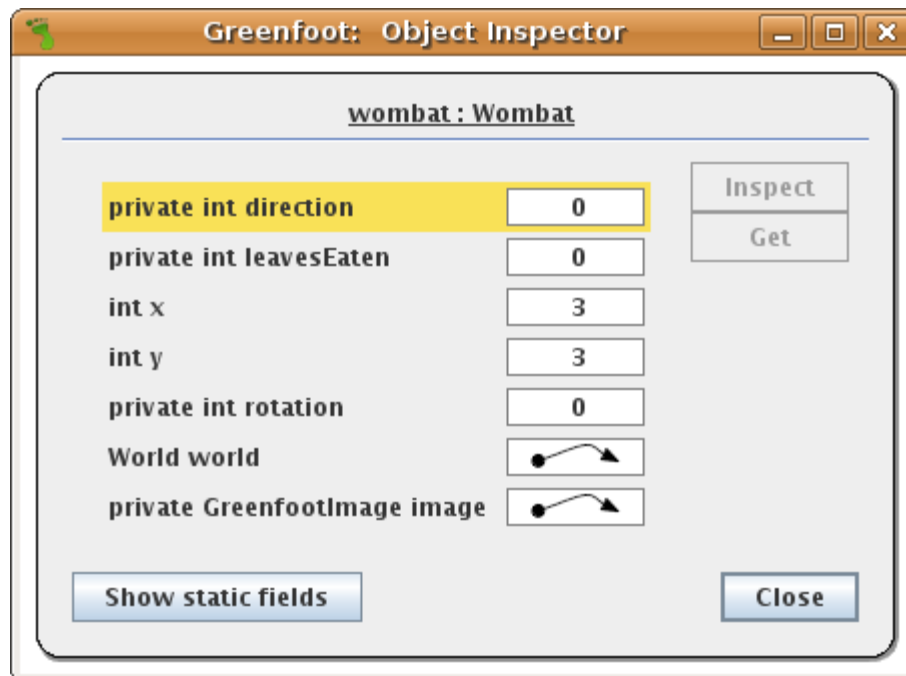 Greenfoot: Object Inspector
wombat : Wombat
private int direction 0
Inspect
private int leavesEaten 0
Get
int x 3
int y 3
private int rotation 0
World world
private GreenfootImage image
Show static fields
Close